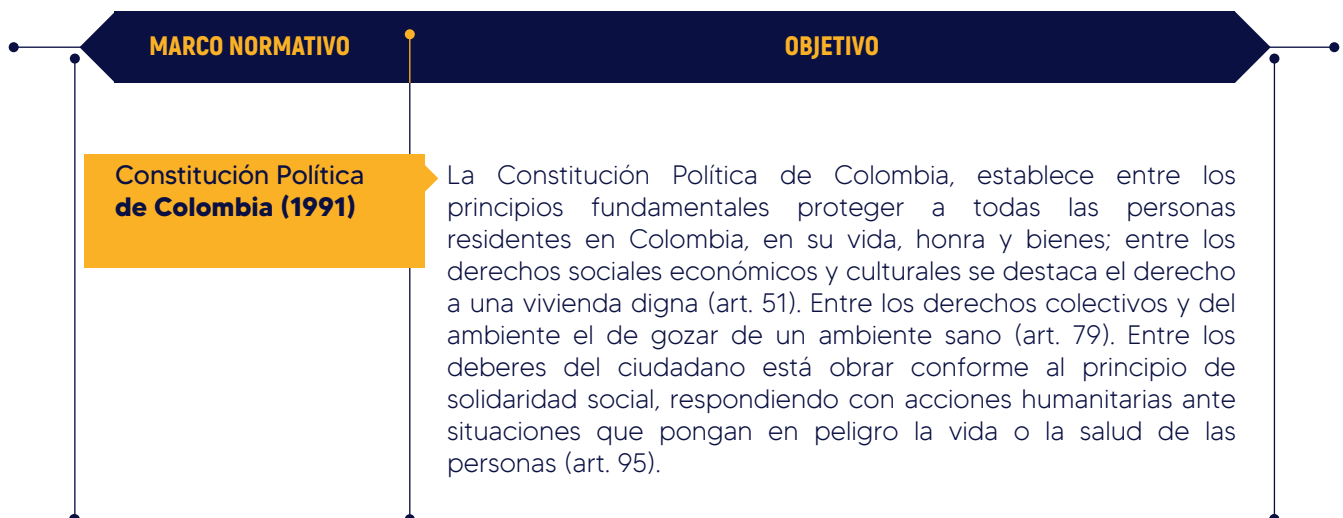 MARCO NORMATIVO
OBJETIVO
Constitución Política
de Colombia (1991)
La Constitución Política de Colombia, establece entre los
principios fundamentales proteger a todas las personas
residentes en Colombia, en su vida, honra y bienes; entre los
derechos sociales económicos y culturales se destaca el derecho
a una vivienda digna (art. 51). Entre los derechos colectivos y del
ambiente el de gozar de un ambiente sano (art. 79). Entre los
deberes del ciudadano está obrar conforme al principio de
solidaridad social, respondiendo con acciones humanitarias ante
situaciones que pongan en peligro la vida o la salud de las
personas (art. 95).